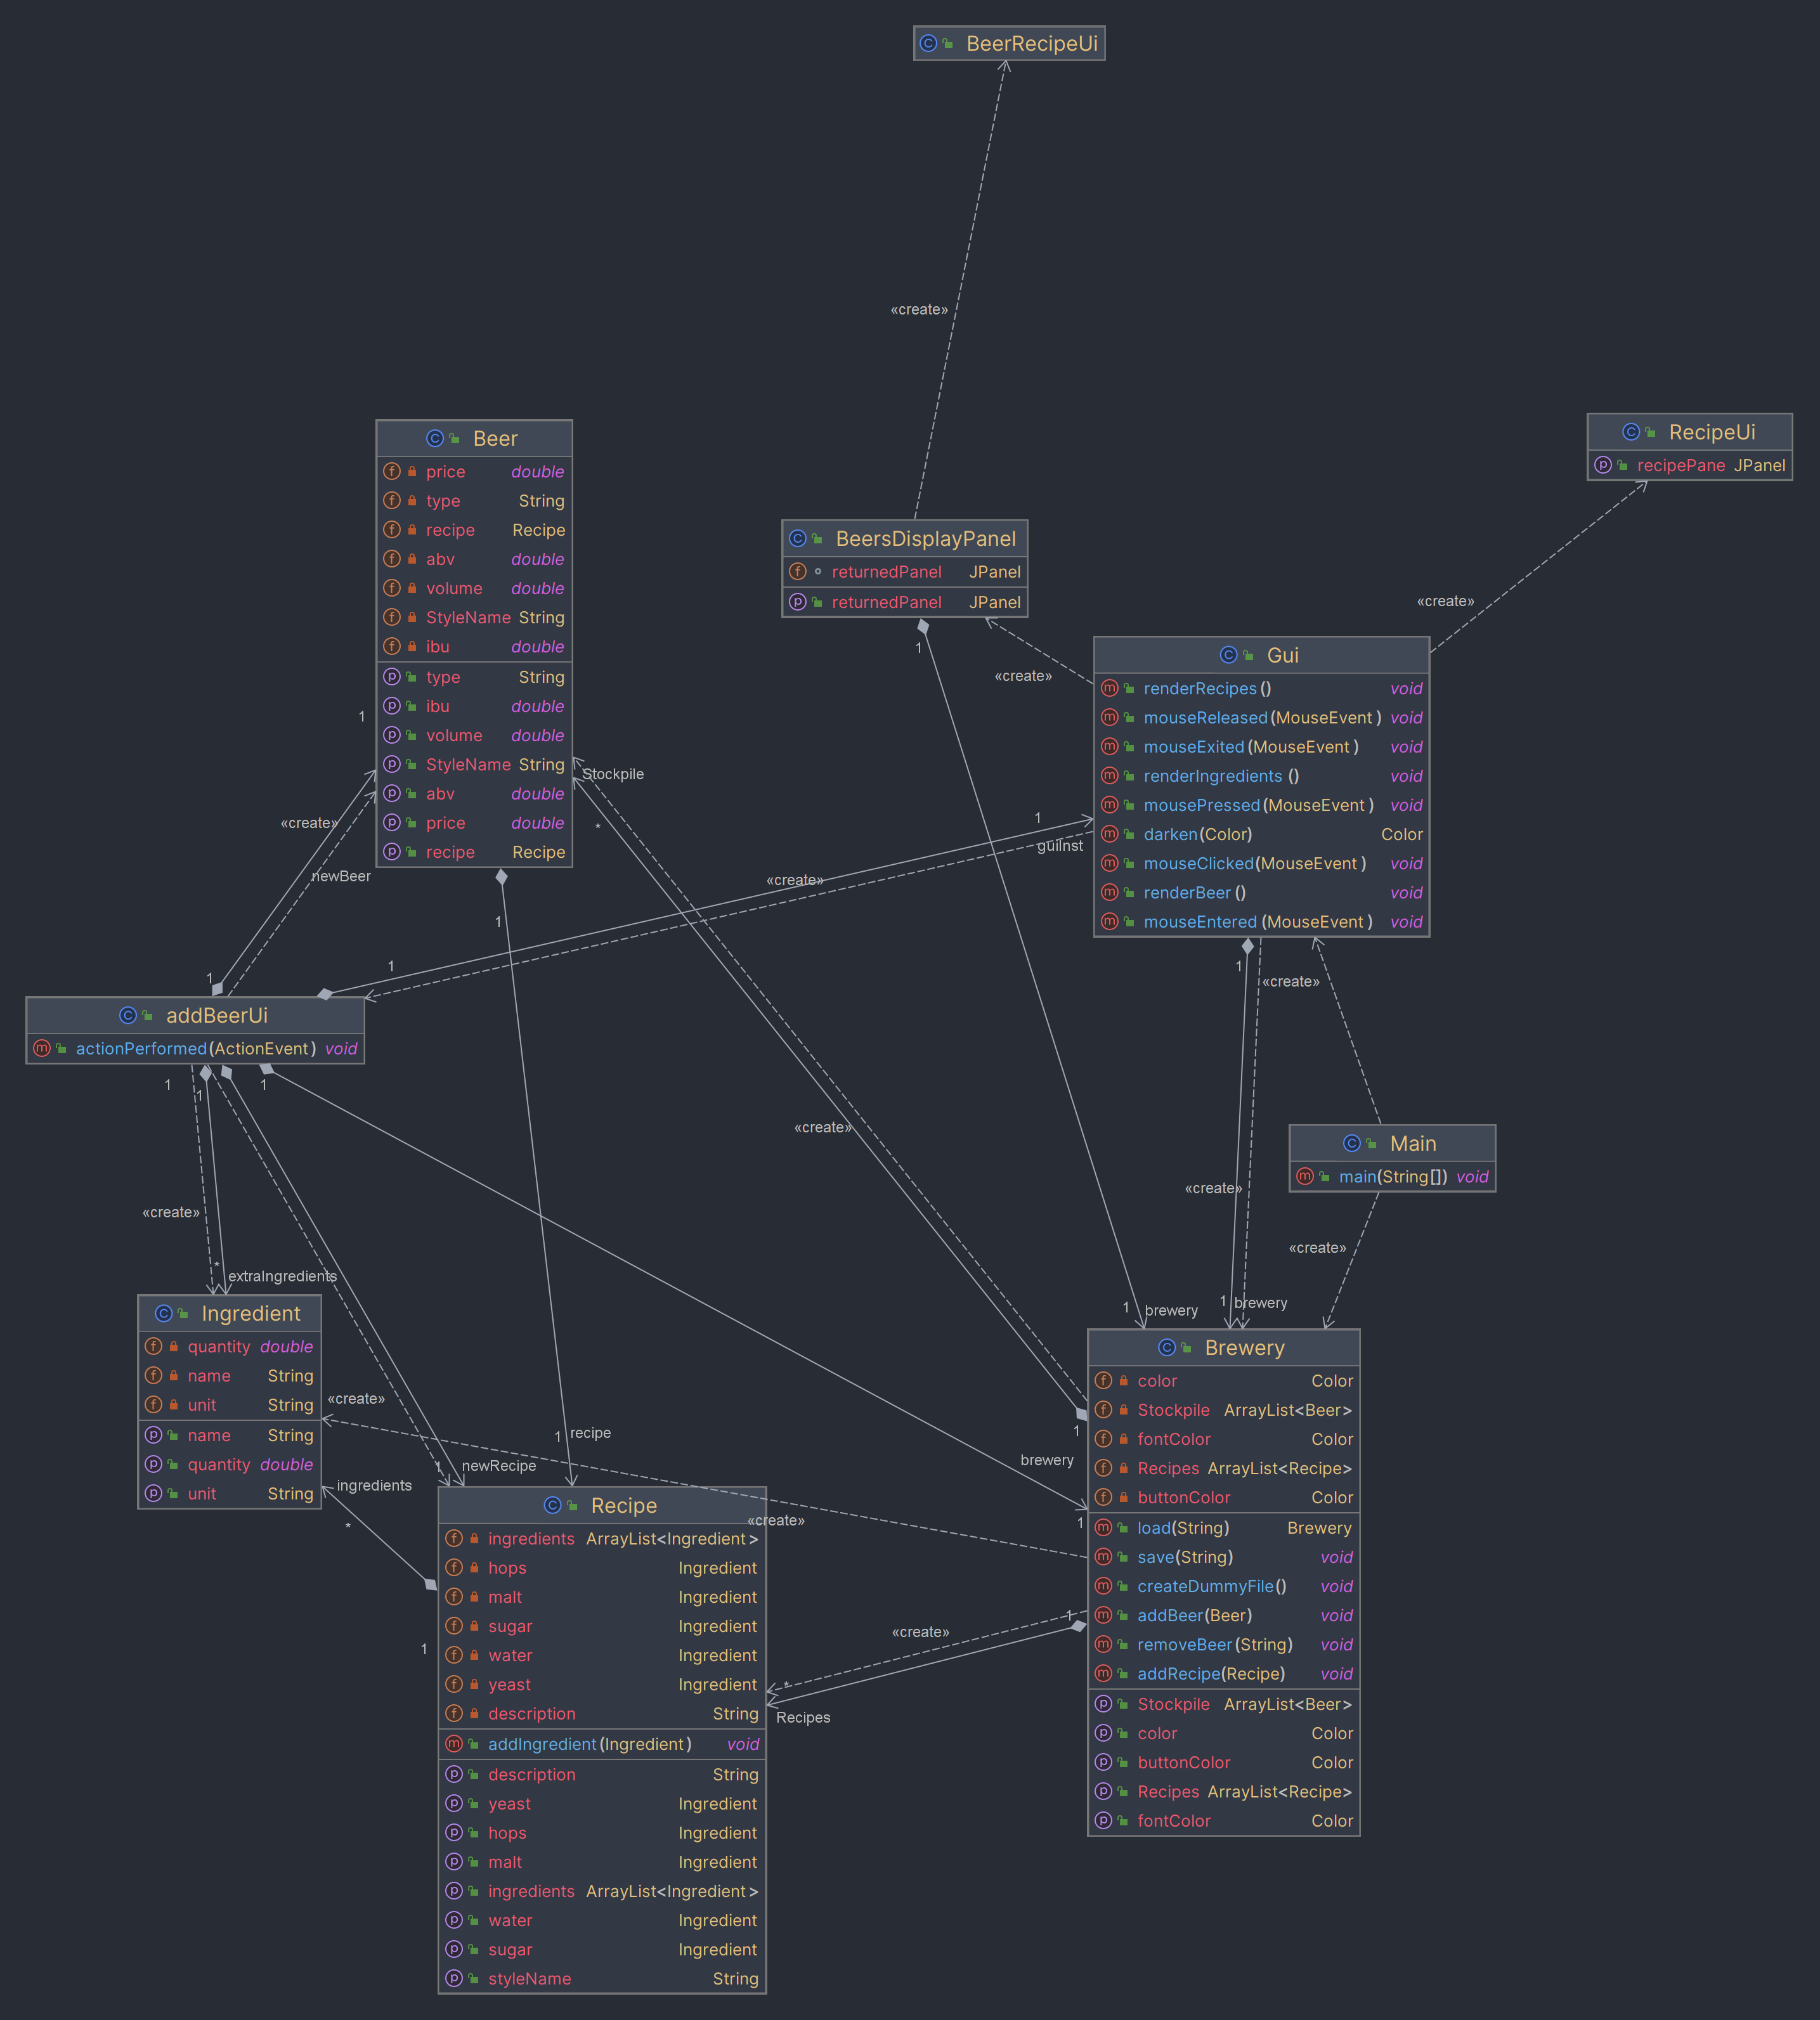 BeerRecipeUi
«create»
Beer
price double
type String
recipe Recipe
abv double
volume double
StyleName String
ibu double
type String
ibu double
volume double
StyleName String
abv double
price double
recipe Recipe
RecipeUi
recipePane JPanel
BeersDisplayPanel
returnedPanel JPanel
returnedPanel JPanel
«create»
1
«create»
Gui
renderRecipes() void
mouseReleased(MouseEvent) void
mouseExited(MouseEvent) void
renderIngredients() void
mousePressed(MouseEvent) void
darken(Color) Color
mouseClicked(MouseEvent) void
renderBeer() void
mouseEntered(MouseEvent) void
1
Stockpile
*
«create»
newBeer
1
guiInst
«create»
1
1
1
1
«create»
addBeerUi
actionPerformed(ActionEvent) void
1
1
1
«create»
Main
main(String[]) void
«create»
«create»
«create»
*
extraIngredients
1
brewery
1
brewery
Ingredient
quantity double
name String
unit String
name String
quantity double
unit String
«create»
ingredients
*
1
1
newRecipe
1
recipe
brewery
1
1
«create»
Brewery
color Color
Stockpile ArrayList<Beer>
fontColor Color
Recipes ArrayList<Recipe>
buttonColor Color
load(String) Brewery
save(String) void
createDummyFile() void
addBeer(Beer) void
removeBeer(String) void
addRecipe(Recipe) void
Stockpile ArrayList<Beer>
color Color
buttonColor Color
Recipes ArrayList<Recipe>
fontColor Color
Recipe
ingredients ArrayList<Ingredient>
hops Ingredient
malt Ingredient
sugar Ingredient
water Ingredient
yeast Ingredient
description String
addIngredient(Ingredient) void
description String
yeast Ingredient
hops Ingredient
malt Ingredient
ingredients ArrayList<Ingredient>
water Ingredient
sugar Ingredient
styleName String
«create»
1
*
Recipes
«create»